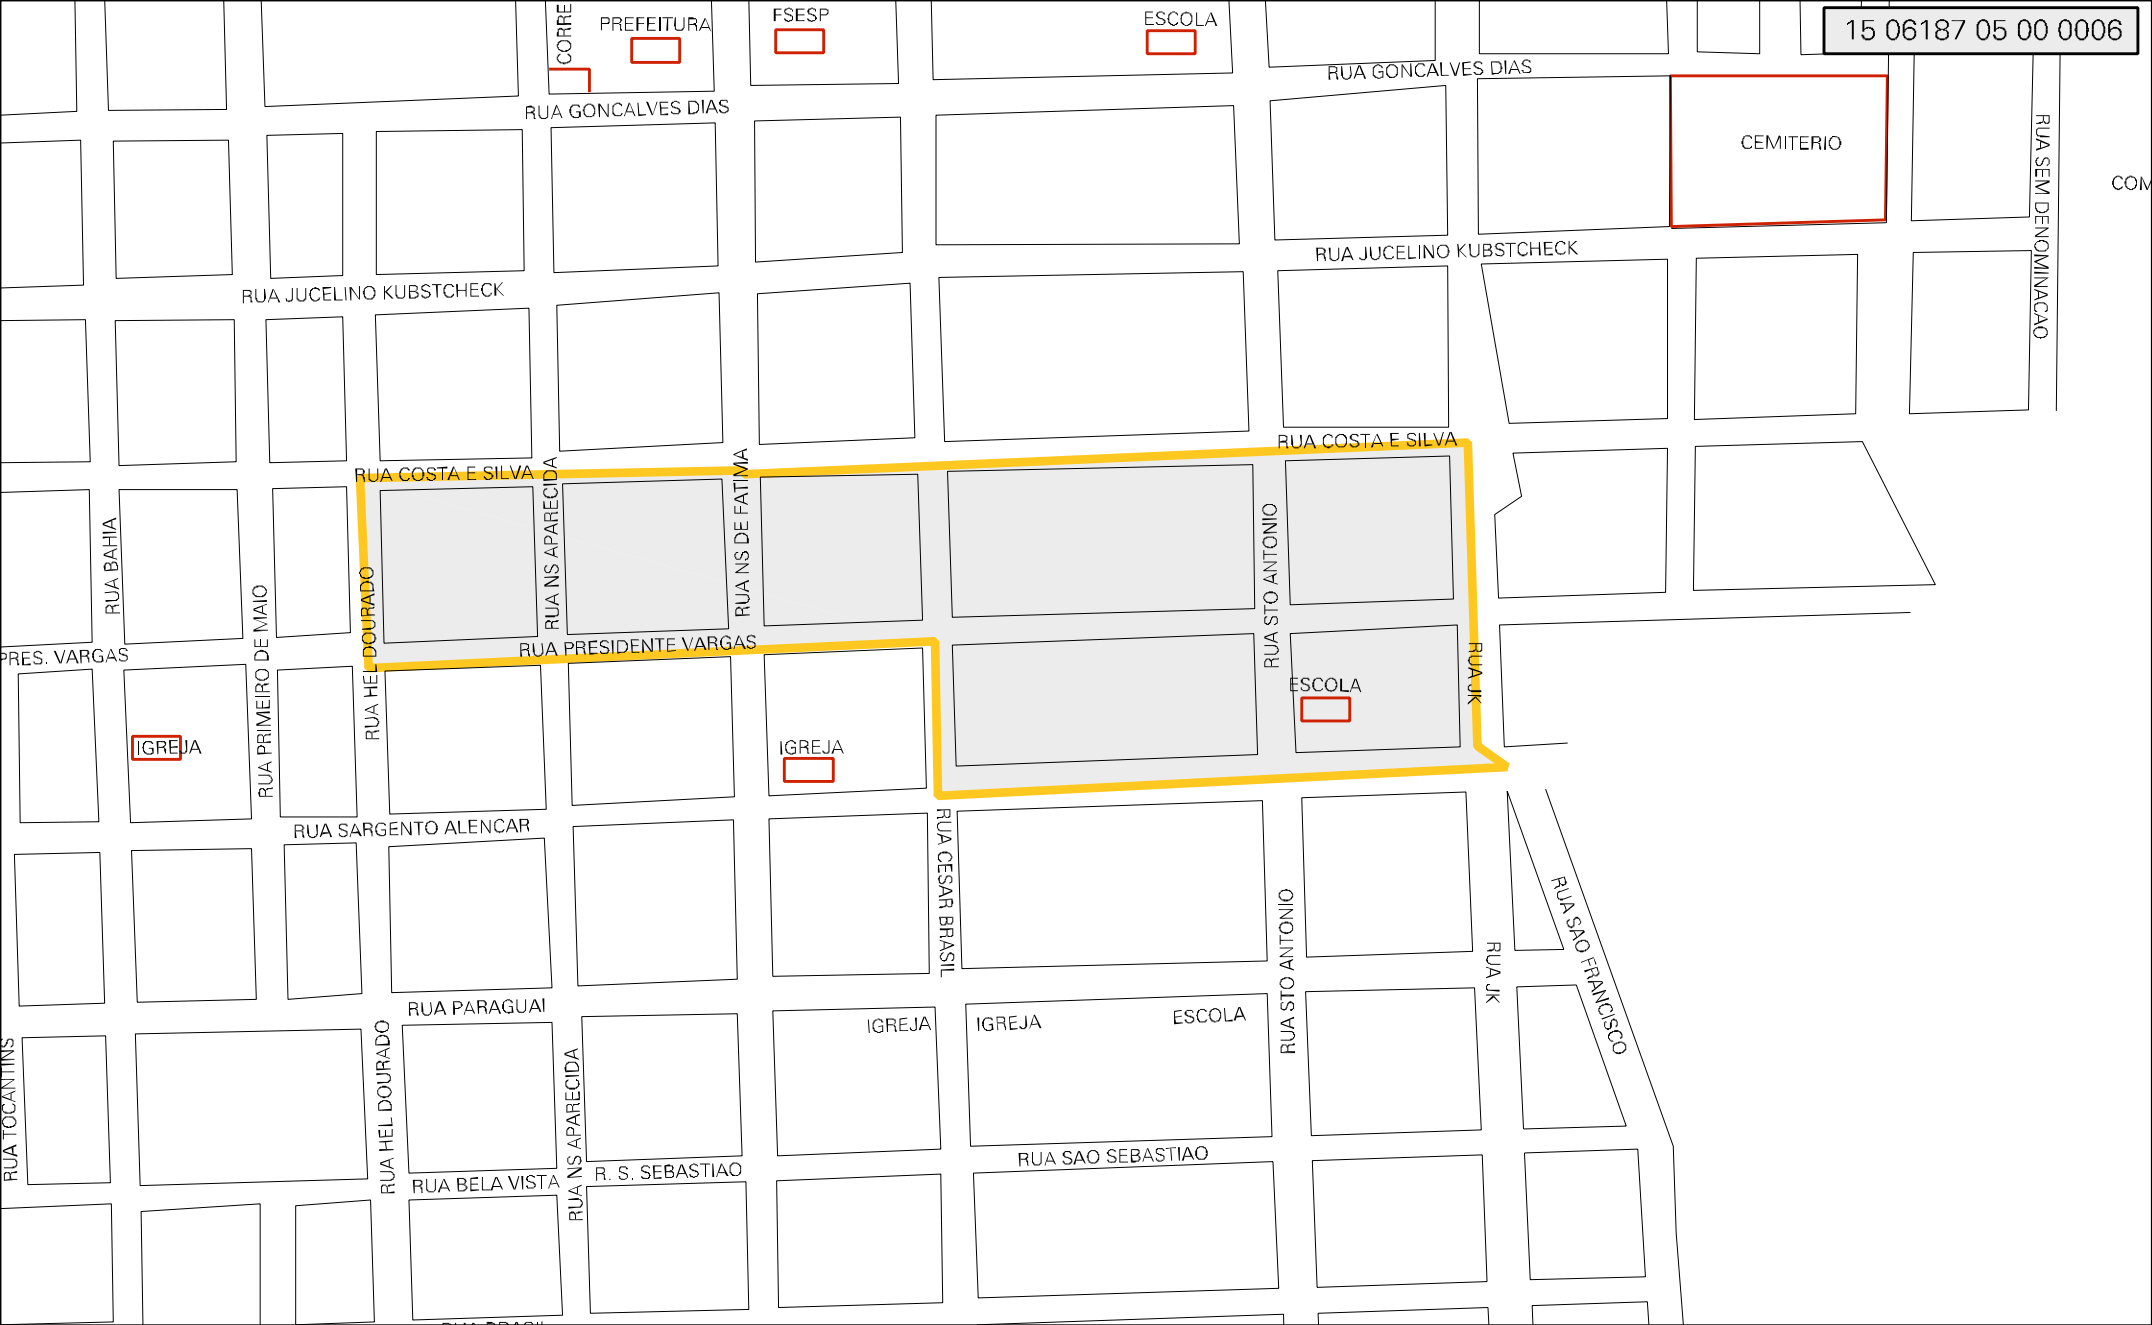 CORRE
PREFEITURA
FSESP
ESCOLA
15 06187 05 00 0006
RUA GONCALVES DIAS
RUA GONCALVES DIAS
CEMITERIO
RUA SEM DENOMINACAO
COM
RUA JUCELINO KUBSTCHECK
RUA JUCELINO KUBSTCHECK
RUA COSTA E SILVA
RUA COSTA E SILVA
RUA BAHIA
RUA NS APARECIDA
RUA NS DE FATIMA
RUA STO ANTONIO
RUA PRIMEIRO DE MAIO
RUA HEL DOURADO
PRES. VARGAS
RUA PRESIDENTE VARGAS
RUA JK
ESCOLA
IGREJA
IGREJA
RUA SARGENTO ALENCAR
RUA CESAR BRASIL
RUA STO ANTONIO
RUA JK
RUA SAO FRANCISCO
RUA PARAGUAI
IGREJA
IGREJA
ESCOLA
RUA TOCANTINS
RUA HEL DOURADO
RUA NS APARECIDA
RUA SAO SEBASTIAO
R. S. SEBASTIAO
RUA BELA VISTA
RUA BRASIL